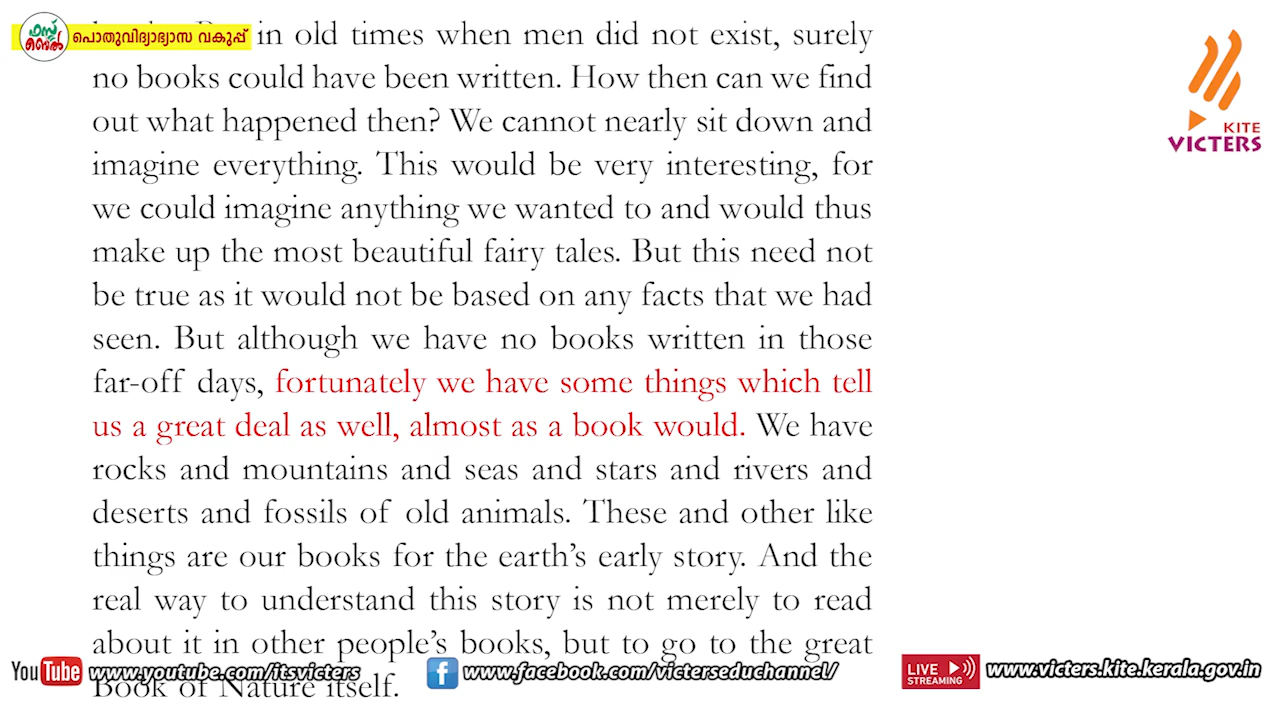 ഫസ്റ്റ്
ബെൽ
പൊതുവിദ്യാഭ്യാസ വകുപ്പ്
in old times when men did not exist, surely
no books could have been written. How then can we find
out what happened then? We cannot nearly sit down and
imagine everything. This would be very interesting, for
we could imagine anything we wanted to and would thus
make up the most beautiful fairy tales. But this need not
be true as it would not be based on any facts that we had
seen. But although we have no books written in those
far-off days, fortunately we have some things which tell
us a great deal as well, almost as a book would. We have
rocks and mountains and seas and stars and rivers and
deserts and fossils of old animals. These and other like
things are our books for the earth's early story. And the
real way to understand this story is not merely to read
about it in other people's books, but to go to the great
Book of Nature itself.
KITE
VICTERS
YouTube www.youtube.com/itsvicters
f www.facebook.com/victerseduchannel/
LIVE
STREAMING
www.victers.kite.kerala.gov.in